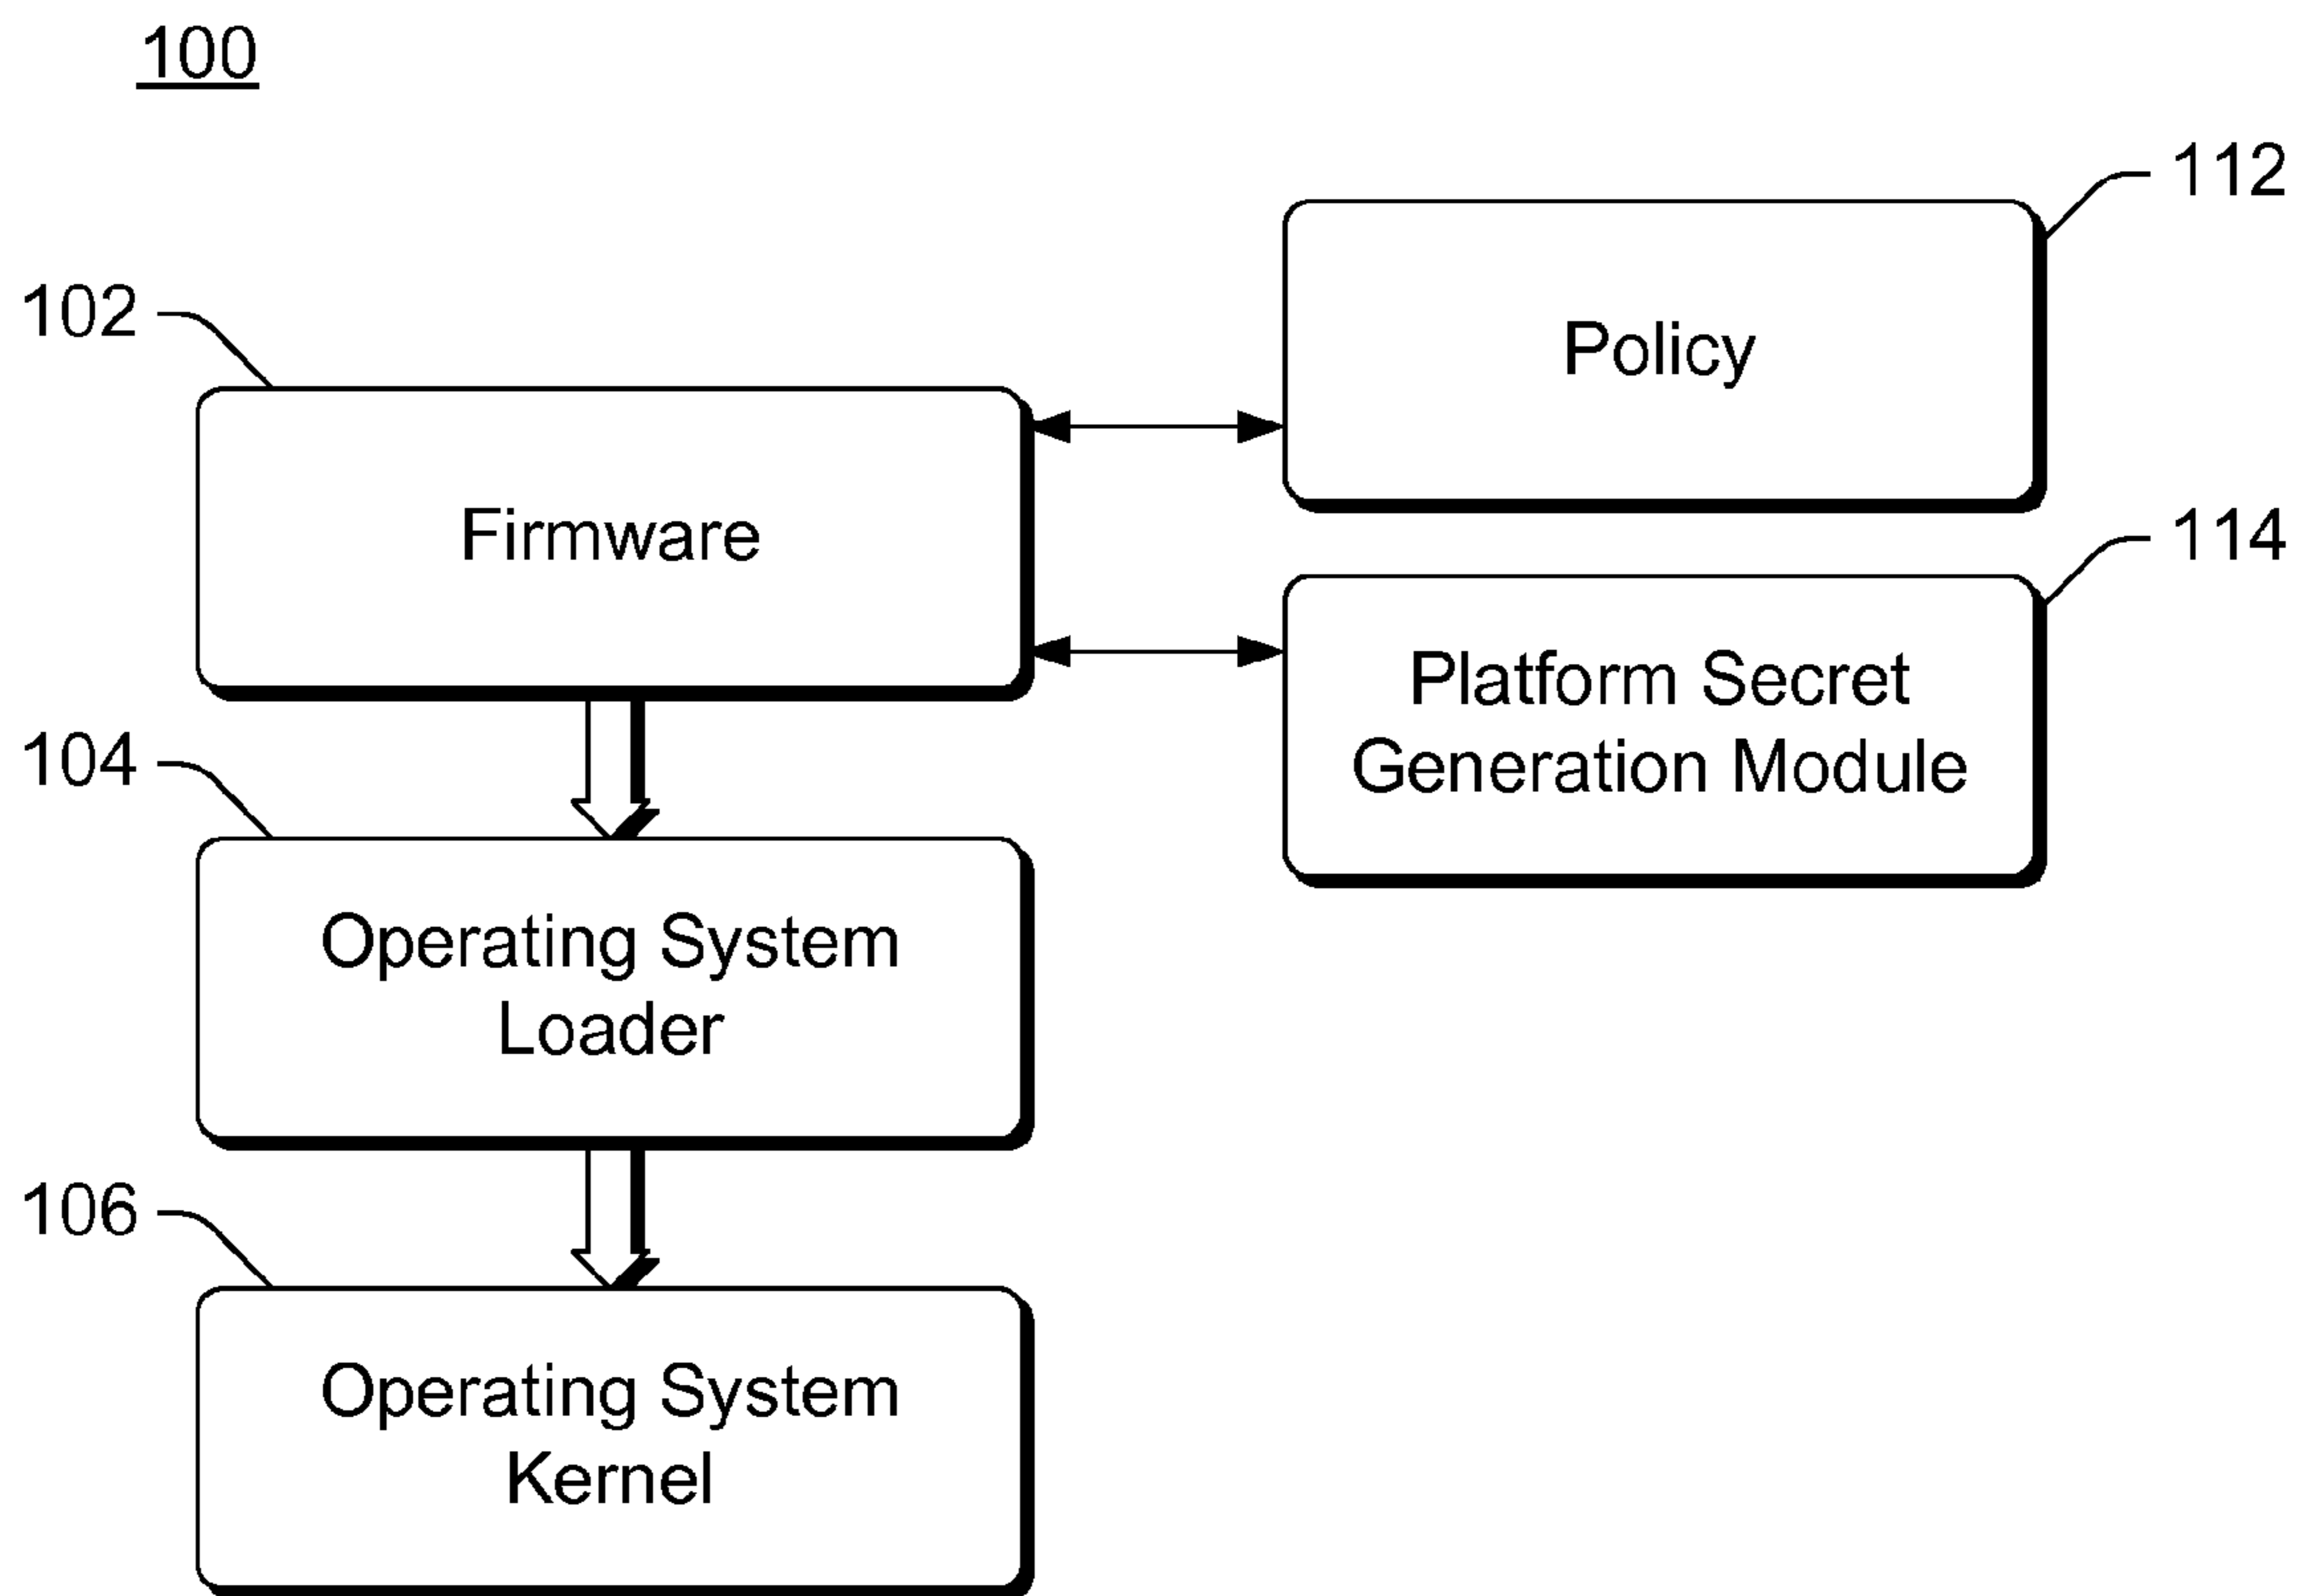 100
112
Policy
102
Firmware
114
Platform Secret
Generation Module
104
Operating System
Loader
106
Operating System
Kernel